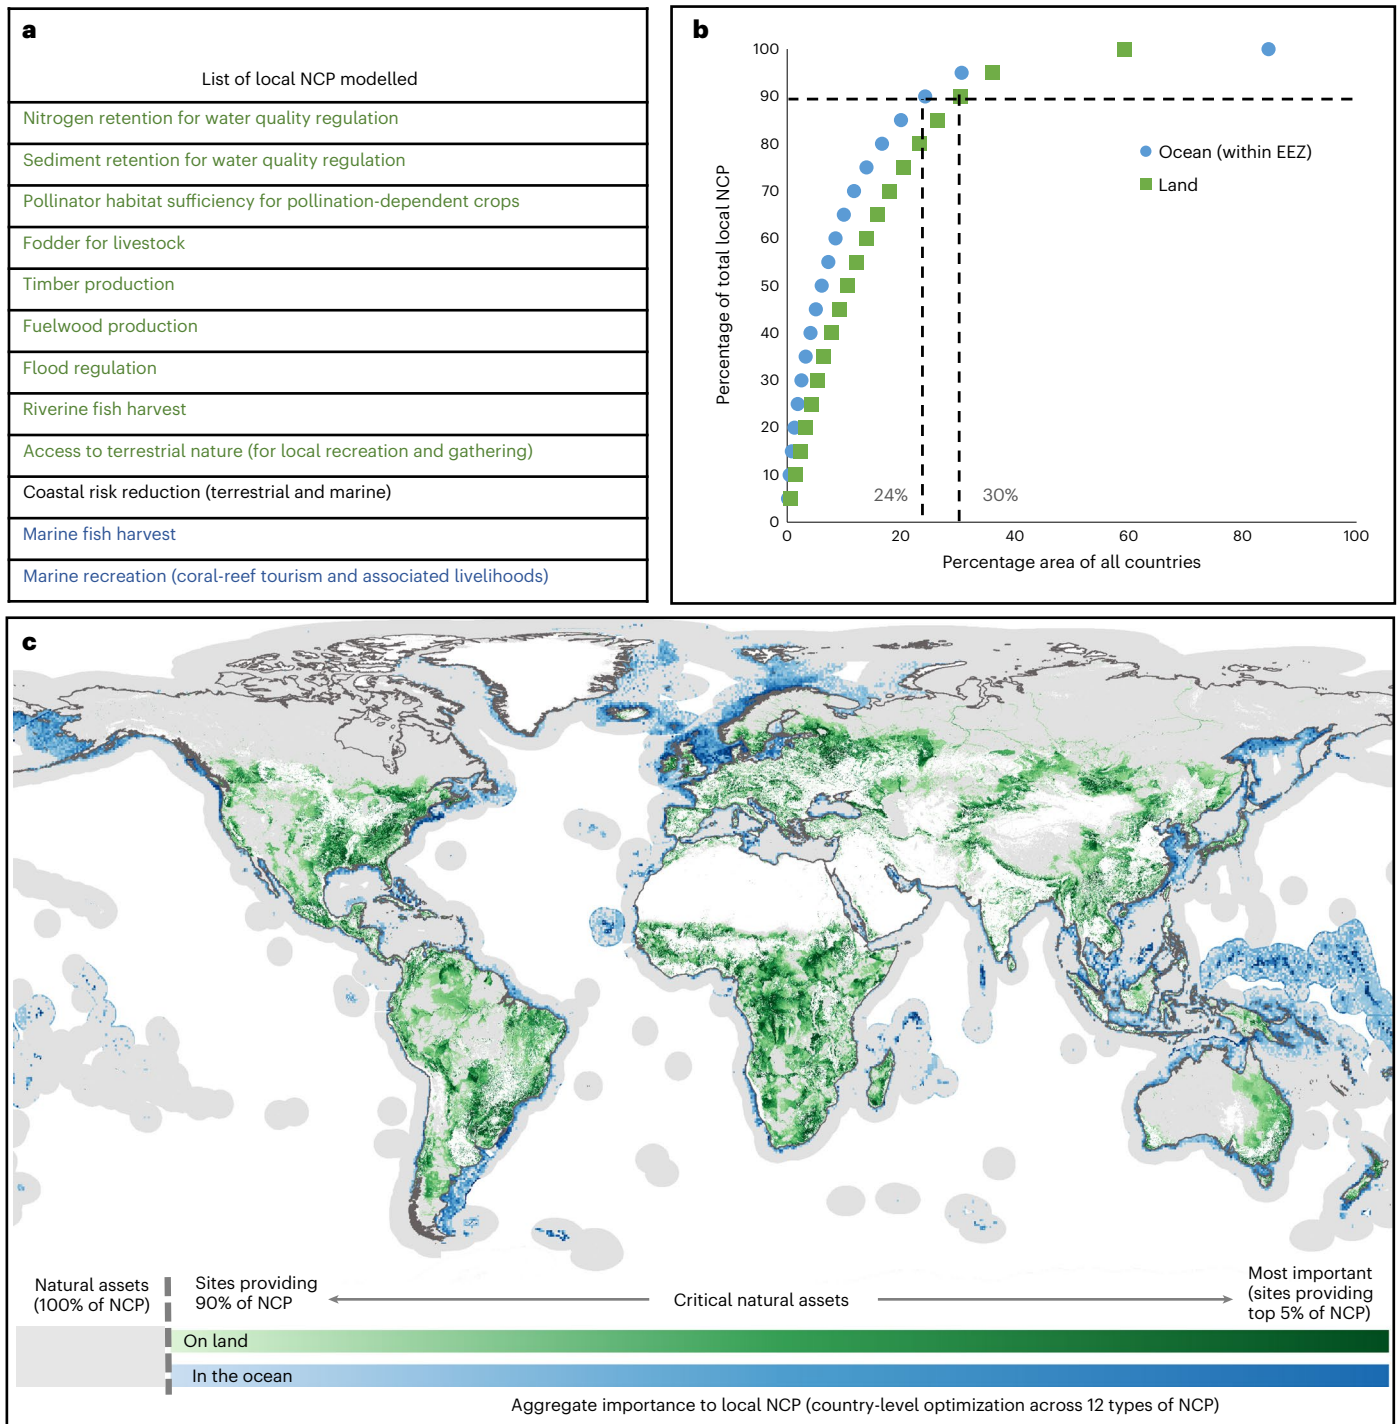 a
List of local NCP modelled
Nitrogen retention for water quality regulation
Sediment retention for water quality regulation
Pollinator habitat sufficiency for pollination-dependent crops
Fodder for livestock
Timber production
Fuelwood production
Flood regulation
Riverine fish harvest
Access to terrestrial nature (for local recreation and gathering)
Coastal risk reduction (terrestrial and marine)
Marine fish harvest
Marine recreation (coral-reef tourism and associated livelihoods)
b
Percentage of total local NCP
100
90
80
70
60
50
40
30
20
10
0
Ocean (within EEZ)
Land
24%
30%
0
20
40
60
80
100
Percentage area of all countries
c
Natural assets
(100% of NCP)
Sites providing
90% of NCP
Critical natural assets
Most important
(sites providing
top 5% of NCP)
On land
In the ocean
Aggregate importance to local NCP (country-level optimization across 12 types of NCP)